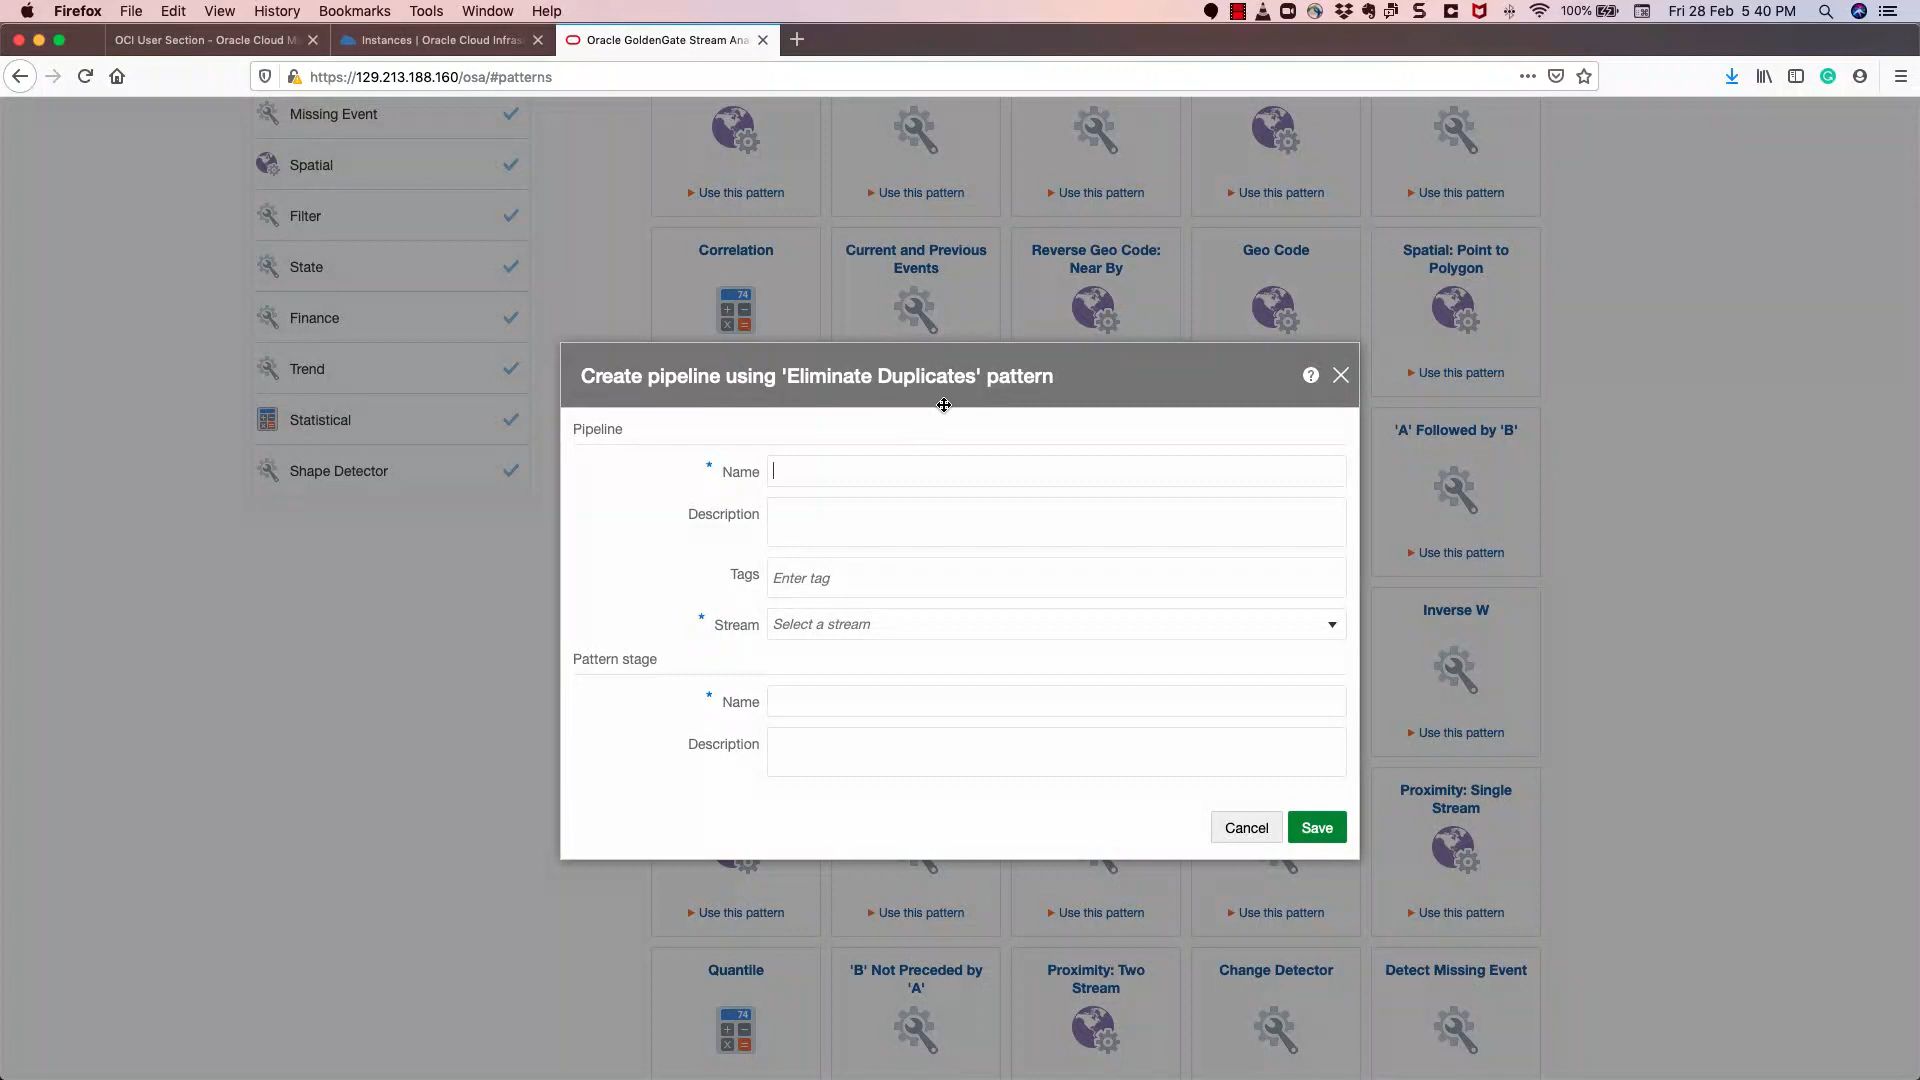 Firefox File Edit View History Bookmarks Tools Window Help 100% Fri 28 Feb 5:40 PM
OCI User Section - Oracle Cloud M Instances | Oracle Cloud Infras Oracle GoldenGate Stream Ana
https://129.213.188.160/osa/#patterns
Missing Event
Spatial
Filter
State
Finance
Trend
Statistical
Shape Detector
Use this pattern Use this pattern Use this pattern Use this pattern Use this pattern
Correlation
Current and Previous
Events
Reverse Geo Code:
Near By
Geo Code
Spatial: Point to
Polygon
74
Use this pattern
Create pipeline using 'Eliminate Duplicates' pattern
Pipeline
* Name
Description
Tags Enter tag
* Stream Select a stream
Pattern stage
* Name
Description
Cancel Save
'A' Followed by 'B'
Use this pattern
Inverse W
Use this pattern
Proximity: Single
Stream
Use this pattern Use this pattern Use this pattern Use this pattern Use this pattern
Quantile
'B' Not Preceded by
'A'
Proximity: Two
Stream
Change Detector
Detect Missing Event
74